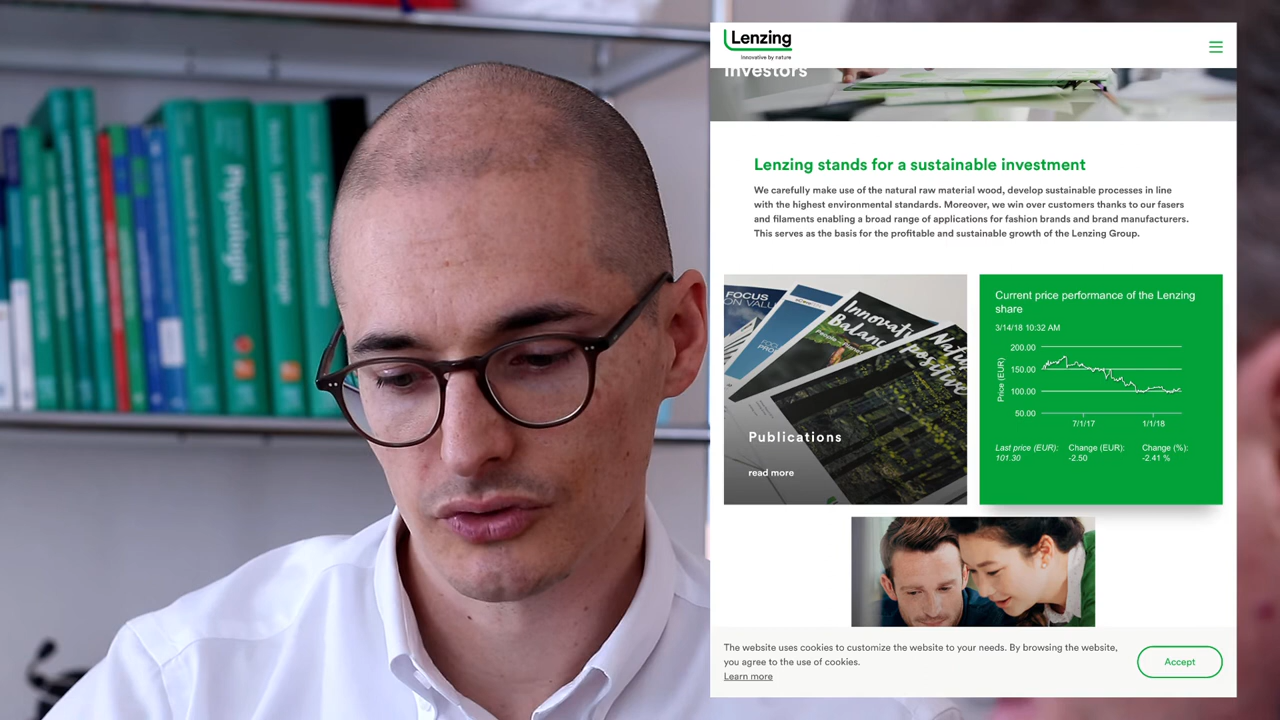 Physiologie
Lenzing
Innovative by nature
Investors
Lenzing stands for a sustainable investment
We carefully make use of the natural raw material wood, develop sustainable processes in line
with the highest environmental standards. Moreover, we win over customers thanks to our fasers
and filaments enabling a broad range of applications for fashion brands and brand manufacturers.
This serves as the basis for the profitable and sustainable growth of the Lenzing Group.
FOCUS
ON VALU
Innovati
Balanc
Positive
Publications
read more
Current price performance of the Lenzing
share
3/14/18 10:32 AM
200.00
150.00
100.00
50.00
Price (EUR)
7/1/17 1/1/18
Last price (EUR): Change (EUR): Change (%):
101.30 -2.50 -2.41 %
The website uses cookies to customize the website to your needs. By browsing the website,
you agree to the use of cookies.
Learn more
Accept